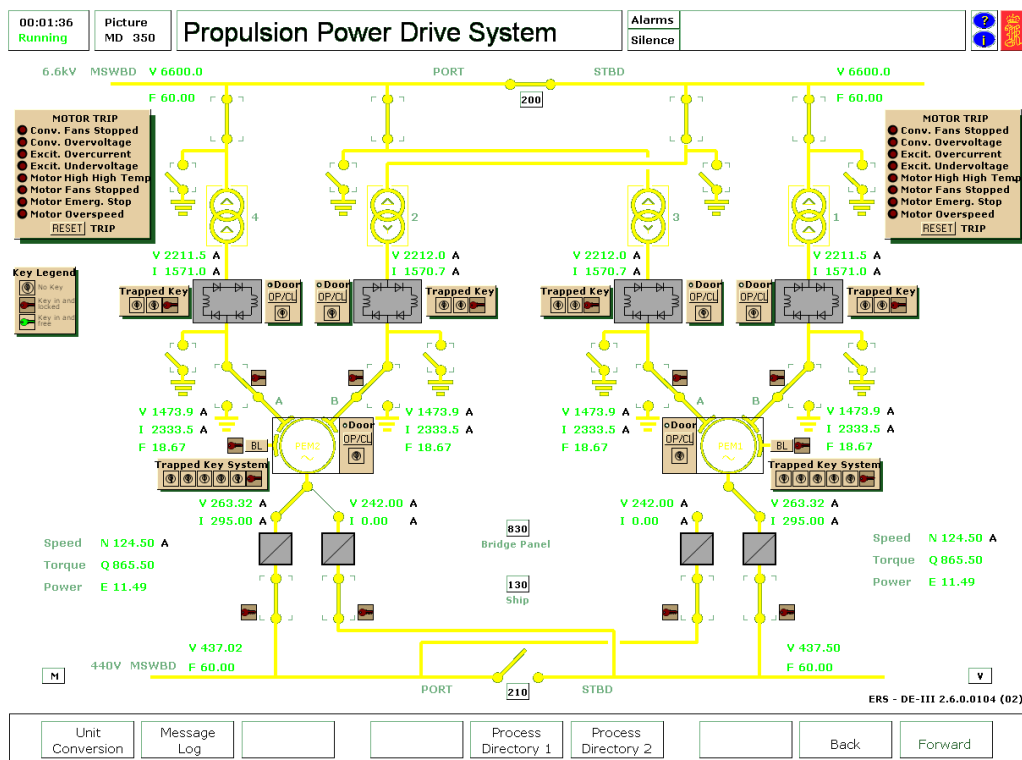 00:01:36
Running
Picture
MD 350
Propulsion Power Drive System
Alarms
Silence
?
i
6.6kV MSWBD V 6600.0 PORT STBD V 6600.0
F 60.00 200 F 60.00
MOTOR TRIP
Conv. Fans Stopped
Conv. Overvoltage
Excit. Overcurrent
Excit. Undervoltage
Motor High High Temp
Motor Fans Stopped
Motor Emerg. Stop
Motor Overspeed
RESET TRIP
MOTOR TRIP
Conv. Fans Stopped
Conv. Overvoltage
Excit. Overcurrent
Excit. Undervoltage
Motor High High Temp
Motor Fans Stopped
Motor Emerg. Stop
Motor Overspeed
RESET TRIP
4 2 3 1
V 2211.5 A V 2212.0 A V 2212.0 A V 2211.5 A
I 1571.0 A I 1570.7 A I 1570.7 A I 1571.0 A
Key Legend
No Key
Key in and locked
Key in and free
Trapped Key
Door
OP/CL
Door
OP/CL
Trapped Key
Trapped Key
Door
OP/CL
Door
OP/CL
Trapped Key
A B A B
V 1473.9 A V 1473.9 A V 1473.9 A V 1473.9 A
I 2333.5 A I 2333.5 A I 2333.5 A I 2333.5 A
F 18.67 F 18.67 F 18.67 F 18.67
BL PEM2 Door OP/CL
Door OP/CL PEM1 BL
Trapped Key System
Trapped Key System
V 263.32 A V 242.00 A V 242.00 A V 263.32 A
I 295.00 A I 0.00 A I 0.00 A I 295.00 A
830
Bridge Panel
Speed N 124.50 A
Torque Q 865.50
Power E 11.49
Speed N 124.50 A
Torque Q 865.50
Power E 11.49
130
Ship
V 437.02 V 437.50
440V MSWBD F 60.00 F 60.00
M V
PORT 210 STBD
ERS - DE-III 2.6.0.0104 (02)
Unit Conversion
Message Log
Process Directory 1
Process Directory 2
Back
Forward